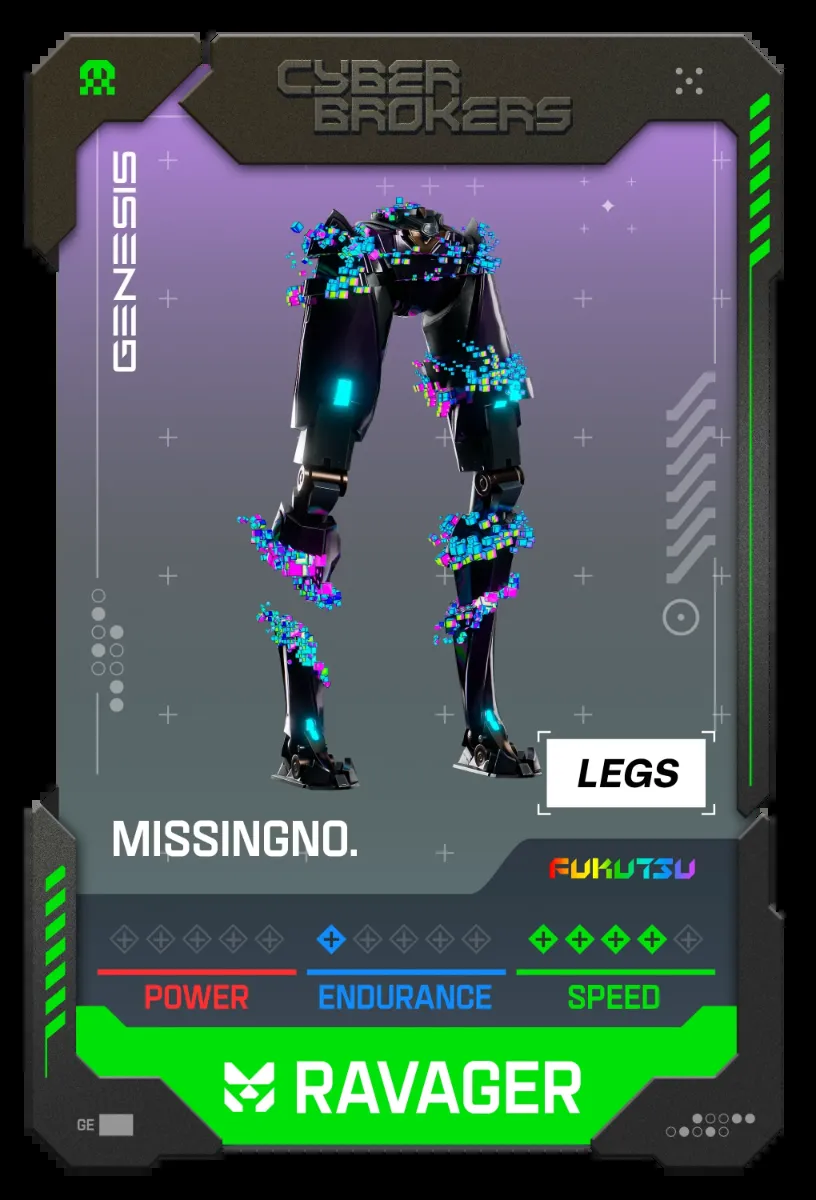 CYBER
BROKERS
GENESIS
LEGS
MISSINGNO.
FUKUTSU
POWER
ENDURANCE
SPEED
RAVAGER
GE